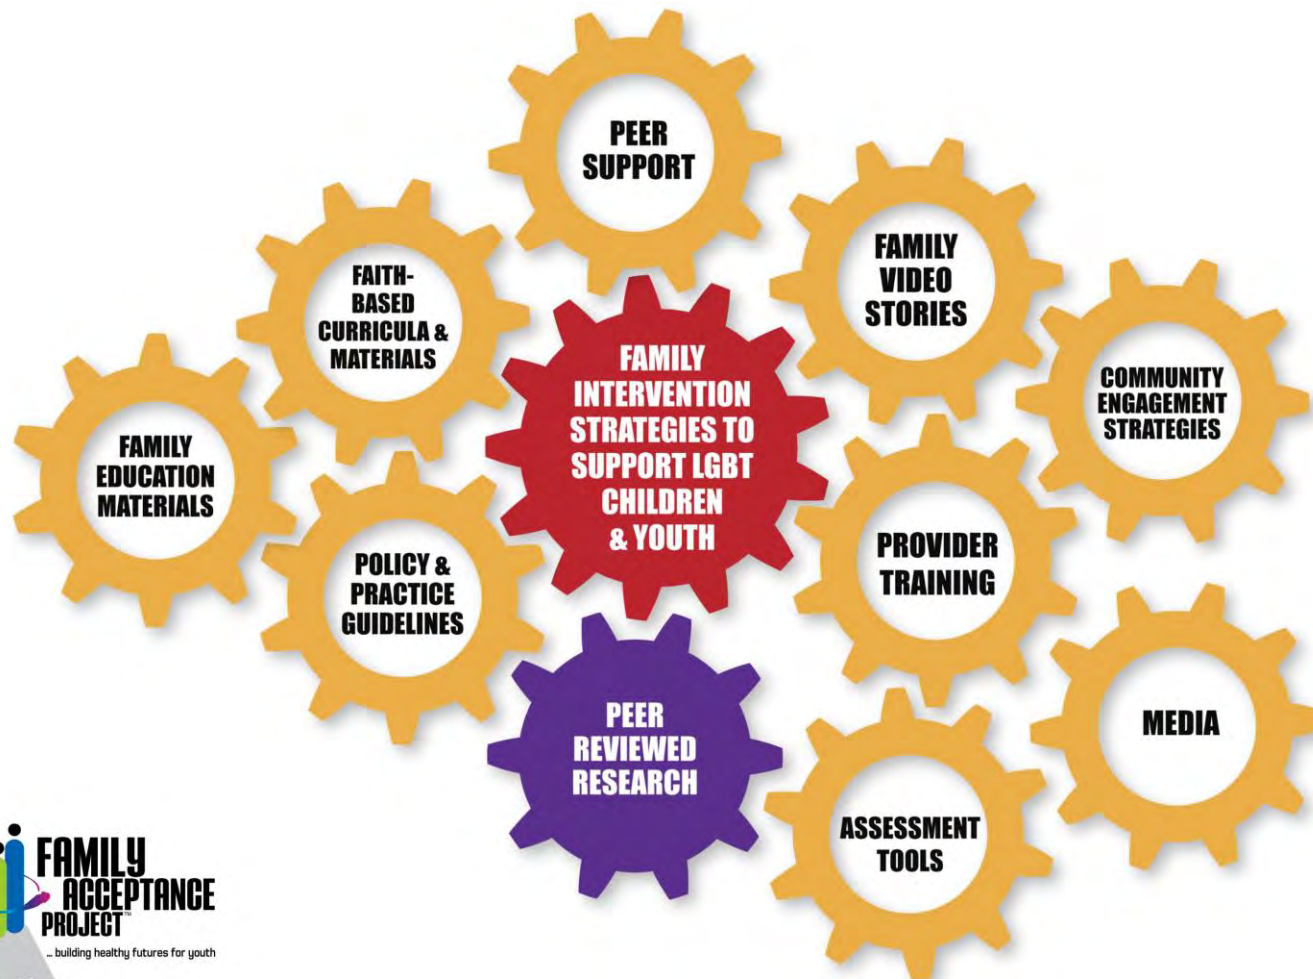 PEER
SUPPORT
FAITH-
BASED
CURRICULA &
MATERIALS
FAMILY
VIDEO
STORIES
FAMILY
EDUCATION
MATERIALS
FAMILY
INTERVENTION
STRATEGIES TO
SUPPORT LGBT
CHILDREN
& YOUTH
COMMUNITY
ENGAGEMENT
STRATEGIES
POLICY &
PRACTICE
GUIDELINES
PROVIDER
TRAINING
PEER
REVIEWED
RESEARCH
MEDIA
ASSESSMENT
TOOLS
FAMILY
ACCEPTANCE
PROJECT™
... building healthy futures for youth